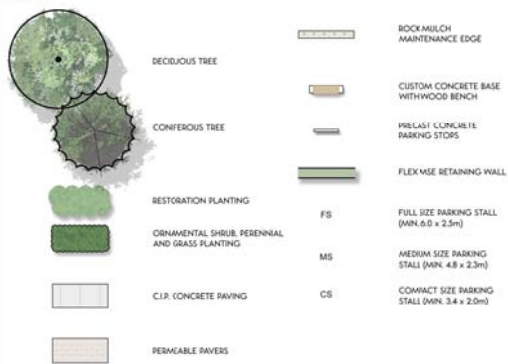 DECIDUOUS TREE
CONIFEROUS TREE
RESTORATION PLANTING
ORNAMENTAL SHRUB, PERENNIAL
AND GRASS PLANTING
C.I.P. CONCRETE PAVING
PERMEABLE PAVERS
ROCK MULCH
MAINTENANCE EDGE
CUSTOM CONCRETE BASE
WITH WOOD BENCH
PRECAST CONCRETE
PARKING STOPS
FLEX MSE RETAINING WALL
FS
FULL SIZE PARKING STALL
(MIN. 6.0 x 2.5m)
MS
MEDIUM SIZE PARKING
STALL (MIN. 4.8 x 2.3m)
CS
COMPACT SIZE PARKING
STALL (MIN. 3.4 x 2.0m)